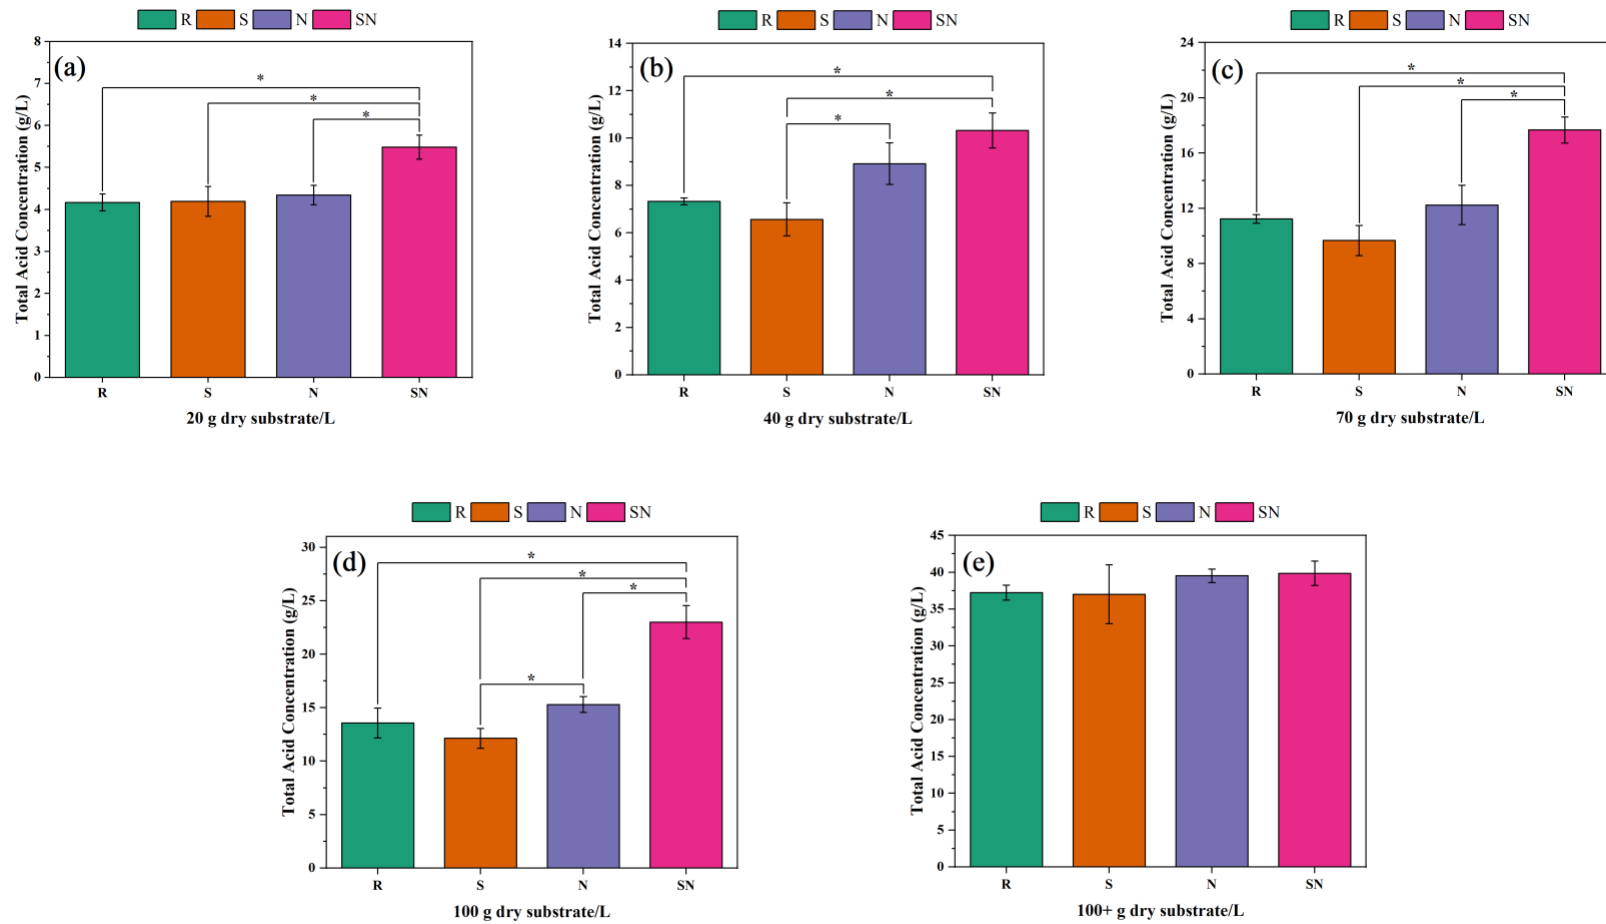 R S N SN
(a)
Total Acid Concentration (g/L)
8
7
6
5
4
3
2
1
0
*
*
*
R S N SN
20 g dry substrate/L
R S N SN
(b)
Total Acid Concentration (g/L)
14
12
10
8
6
4
2
0
*
*
*
R S N SN
40 g dry substrate/L
R S N SN
(c)
Total Acid Concentration (g/L)
24
20
16
12
8
4
0
*
*
*
R S N SN
70 g dry substrate/L
R S N SN
(d)
Total Acid Concentration (g/L)
30
25
20
15
10
5
0
*
*
*
*
R S N SN
100 g dry substrate/L
R S N SN
(e)
Total Acid Concentration (g/L)
45
40
35
30
25
20
15
10
5
0
R S N SN
100+ g dry substrate/L